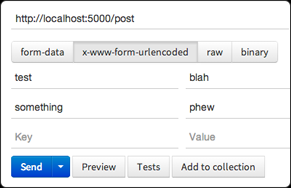 http://localhost:5000/post
form-data x-www-form-urlencoded raw binary
test blah
something phew
Key Value
Send Preview Tests Add to collection